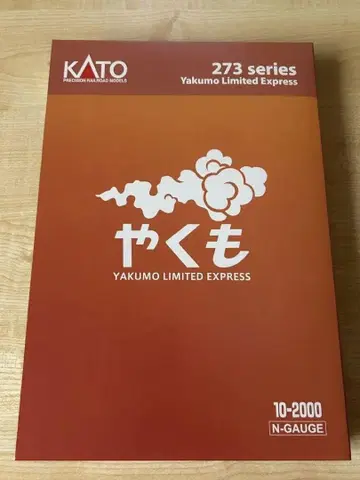 KATO
PRECISION RAILROAD MODELS
273 series
Yakumo Limited Express
やくも
YAKUMO LIMITED EXPRESS
10-2000
N-GAUGE